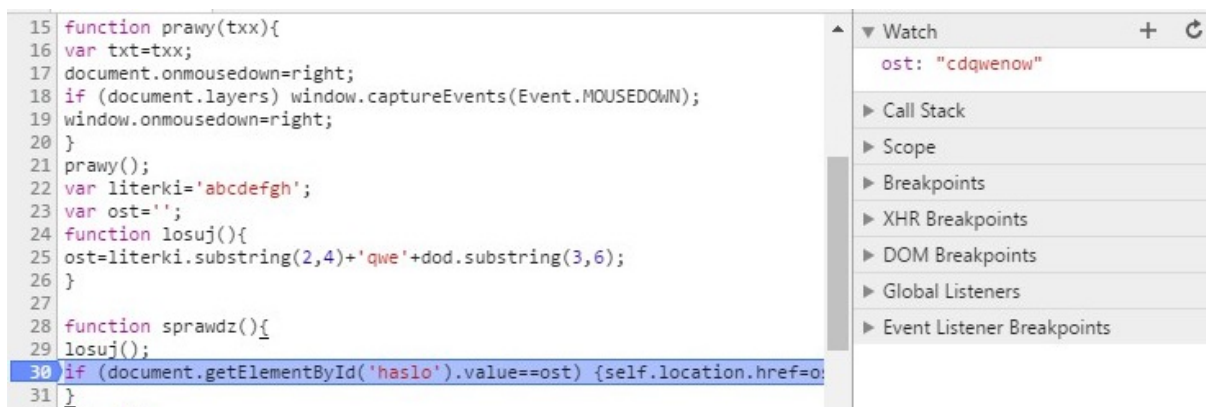 15 function prawy(txx){
16 var txt=txx;
17 document.onmousedown=right;
18 if (document.layers) window.captureEvents(Event.MOUSEDOWN);
19 window.onmousedown=right;
20 }
21 prawy();
22 var literki='abcdefgh';
23 var ost='';
24 function losuj(){
25 ost=literki.substring(2,4)+'qwe'+dod.substring(3,6);
26 }
27
28 function sprawdz(){
29 losuj();
30 if (document.getElementById('haslo').value==ost) {self.location.href=os
31 }
Watch
ost: "cdqwenow"
Call Stack
Scope
Breakpoints
XHR Breakpoints
DOM Breakpoints
Global Listeners
Event Listener Breakpoints